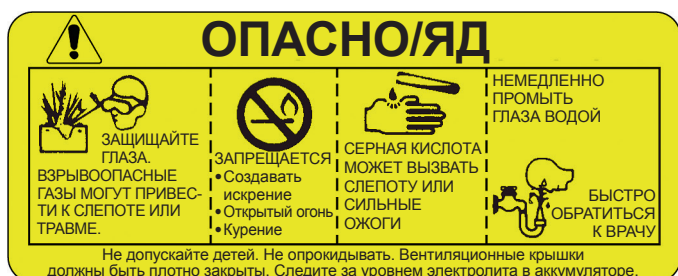 ОПАСНО/ЯД
ЗАЩИЩАЙТЕ
ГЛАЗА.
ВЗРЫВООПАСНЫЕ
ГАЗЫ МОГУТ ПРИВЕС-
ТИ К СЛЕПОТЕ ИЛИ
ТРАВМЕ.
ЗАПРЕЩАЕТСЯ
•Создавать
искрение
•Открытый огонь
•Курение
СЕРНАЯ КИСЛОТА
МОЖЕТ ВЫЗВАТЬ
СЛЕПОТУ ИЛИ
СИЛЬНЫЕ
ОЖОГИ
НЕМЕДЛЕННО
ПРОМЫТЬ
ГЛАЗА ВОДОЙ
БЫСТРО
ОБРАТИТЬСЯ
К ВРАЧУ
Не допускайте детей. Не опрокидывать. Вентиляционные крышки
должны быть плотно закрыты. Следите за уровнем электролита в аккумуляторе.